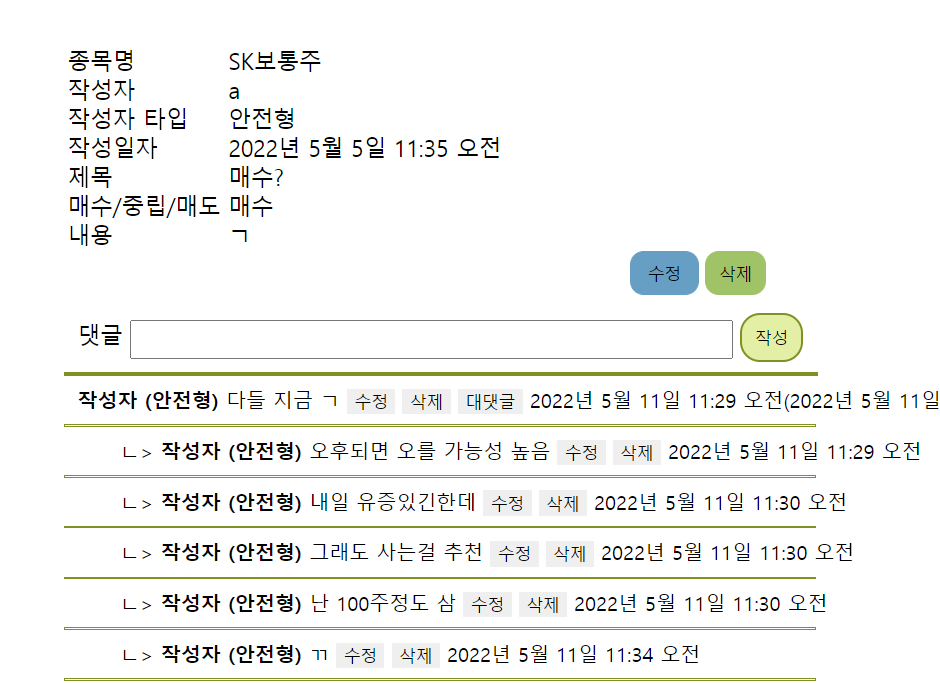 종목명 SK보통주
작성자 a
작성자 타입 안전형
작성일자 2022년 5월 5일 11:35 오전
제목 매수?
매수/중립/매도 매수
내용 ㄱ
수정 삭제
댓글 작성
작성자 (안전형) 다들 지금 ㄱ 수정 삭제 대댓글 2022년 5월 11일 11:29 오전(2022년 5월 11일
ㄴ> 작성자 (안전형) 오후되면 오를 가능성 높음 수정 삭제 2022년 5월 11일 11:29 오전
ㄴ> 작성자 (안전형) 내일 유증있긴한데 수정 삭제 2022년 5월 11일 11:30 오전
ㄴ> 작성자 (안전형) 그래도 사는걸 추천 수정 삭제 2022년 5월 11일 11:30 오전
ㄴ> 작성자 (안전형) 난 100주정도 삼 수정 삭제 2022년 5월 11일 11:30 오전
ㄴ> 작성자 (안전형) ㄲ 수정 삭제 2022년 5월 11일 11:34 오전